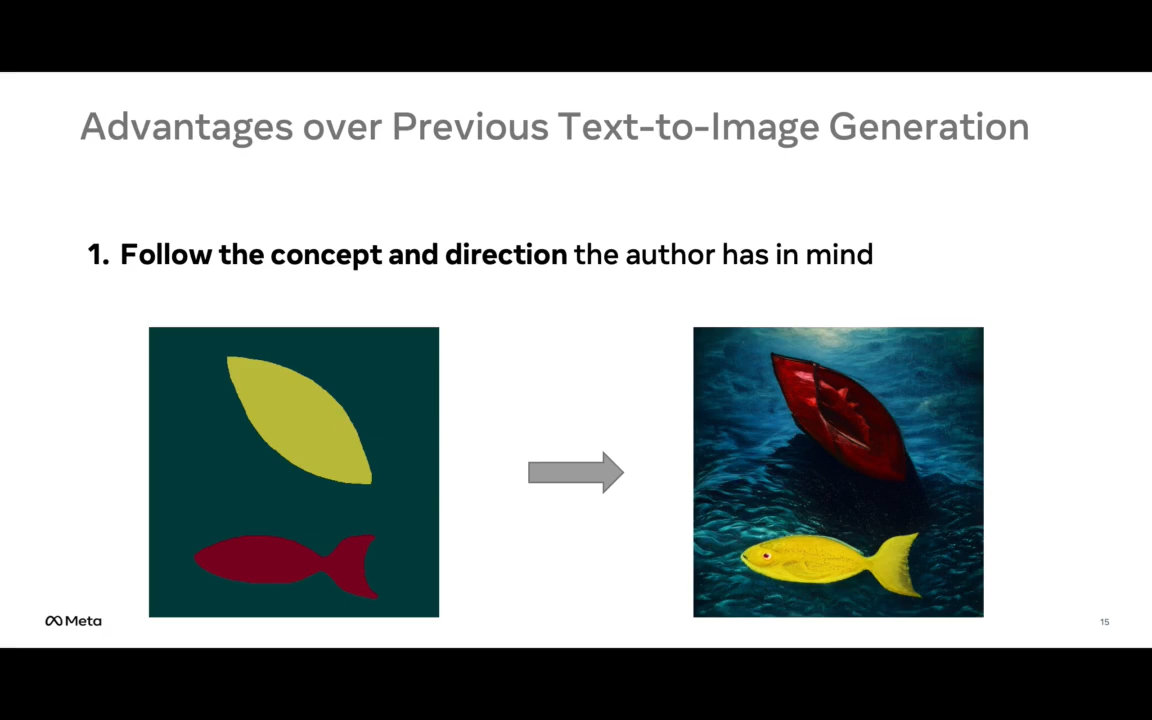 Advantages over Previous Text-to-Image Generation
1. Follow the concept and direction the author has in mind
Meta
15